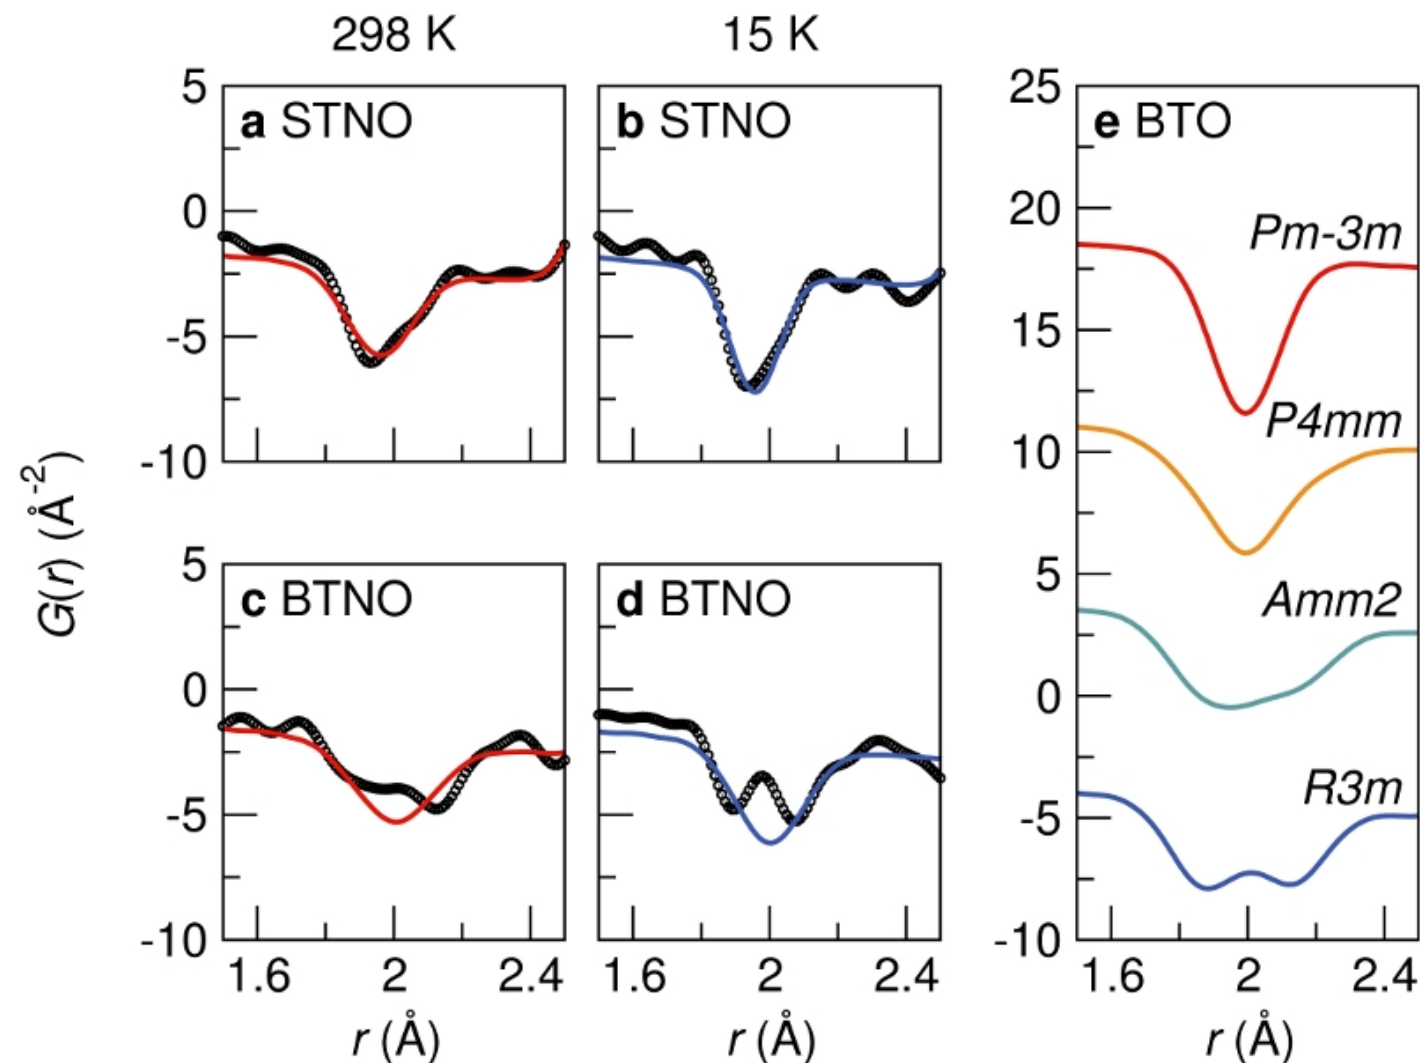 298 K
15 K
a STNO
b STNO
e BTO
5
0
-5
-10
25
20
15
10
5
0
-5
-10
Pm-3m
P4mm
Amm2
R3m
G(r) (Å-2)
c BTNO
d BTNO
5
0
-5
-10
1.6 2 2.4
1.6 2 2.4
1.6 2 2.4
r (Å)
r (Å)
r (Å)